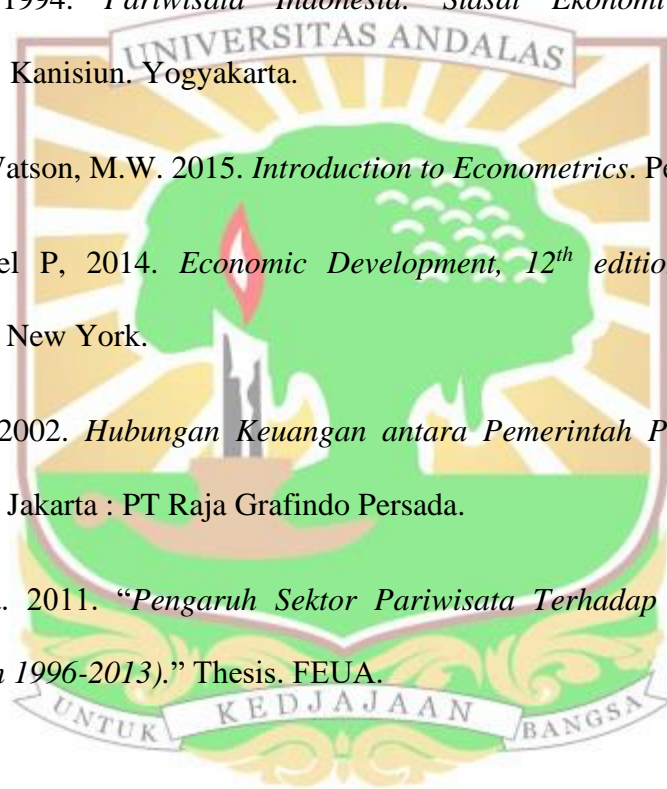 1994. Pariwisata Indonesia. Siasat Ekonomi
UNIVERSITAS ANDALAS
Kanisiun. Yogyakarta.
Watson, M.W. 2015. Introduction to Econometrics. Pe
el P, 2014. Economic Development, 12th editio
New York.
2002. Hubungan Keuangan antara Pemerintah P
Jakarta : PT Raja Grafindo Persada.
. 2011. “Pengaruh Sektor Pariwisata Terhadap
1996-2013).” Thesis. FEUA.
UNTUK KEDJAJAAN BANGSA